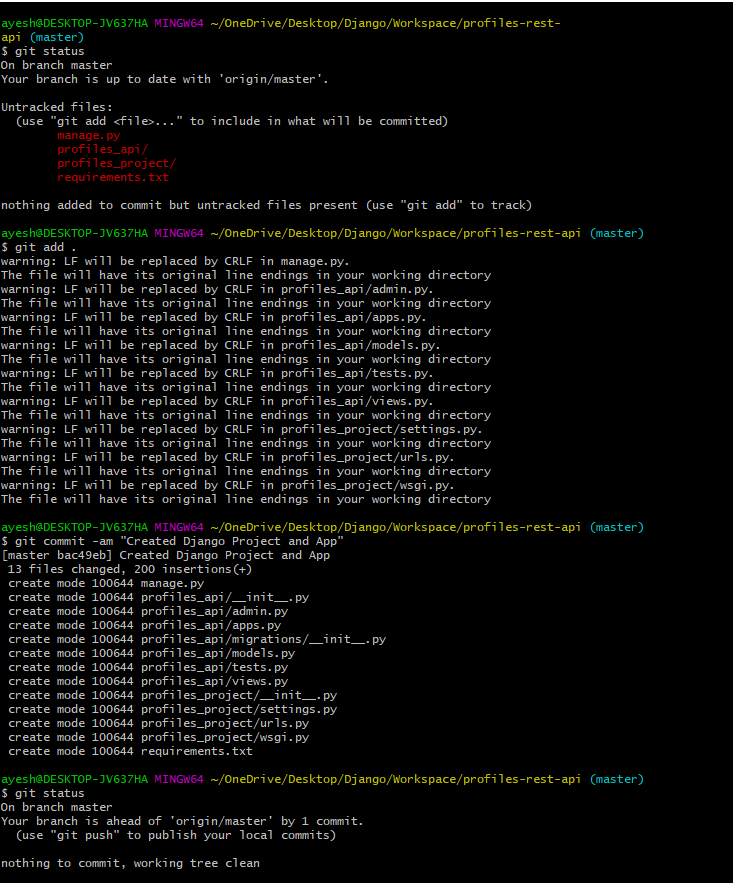 ayesh@DESKTOP-JV637HA MINGW64 ~/OneDrive/Desktop/Django/Workspace/profiles-rest-
api (master)
$ git status
On branch master
Your branch is up to date with 'origin/master'.
Untracked files:
(use "git add <file>..." to include in what will be committed)
manage.py
profiles_api/
profiles_project/
requirements.txt
nothing added to commit but untracked files present (use "git add" to track)
ayesh@DESKTOP-JV637HA MINGW64 ~/OneDrive/Desktop/Django/Workspace/profiles-rest-api (master)
$ git add .
warning: LF will be replaced by CRLF in manage.py.
The file will have its original line endings in your working directory
warning: LF will be replaced by CRLF in profiles_api/admin.py.
The file will have its original line endings in your working directory
warning: LF will be replaced by CRLF in profiles_api/apps.py.
The file will have its original line endings in your working directory
warning: LF will be replaced by CRLF in profiles_api/models.py.
The file will have its original line endings in your working directory
warning: LF will be replaced by CRLF in profiles_api/tests.py.
The file will have its original line endings in your working directory
warning: LF will be replaced by CRLF in profiles_api/views.py.
The file will have its original line endings in your working directory
warning: LF will be replaced by CRLF in profiles_project/settings.py.
The file will have its original line endings in your working directory
warning: LF will be replaced by CRLF in profiles_project/urls.py.
The file will have its original line endings in your working directory
warning: LF will be replaced by CRLF in profiles_project/wsgi.py.
The file will have its original line endings in your working directory
ayesh@DESKTOP-JV637HA MINGW64 ~/OneDrive/Desktop/Django/Workspace/profiles-rest-api (master)
$ git commit -am "Created Django Project and App"
[master bac49eb] Created Django Project and App
13 files changed, 200 insertions(+)
create mode 100644 manage.py
create mode 100644 profiles_api/__init__.py
create mode 100644 profiles_api/admin.py
create mode 100644 profiles_api/apps.py
create mode 100644 profiles_api/migrations/__init__.py
create mode 100644 profiles_api/models.py
create mode 100644 profiles_api/tests.py
create mode 100644 profiles_api/views.py
create mode 100644 profiles_project/__init__.py
create mode 100644 profiles_project/settings.py
create mode 100644 profiles_project/urls.py
create mode 100644 profiles_project/wsgi.py
create mode 100644 requirements.txt
ayesh@DESKTOP-JV637HA MINGW64 ~/OneDrive/Desktop/Django/Workspace/profiles-rest-api (master)
$ git status
On branch master
Your branch is ahead of 'origin/master' by 1 commit.
(use "git push" to publish your local commits)
nothing to commit, working tree clean